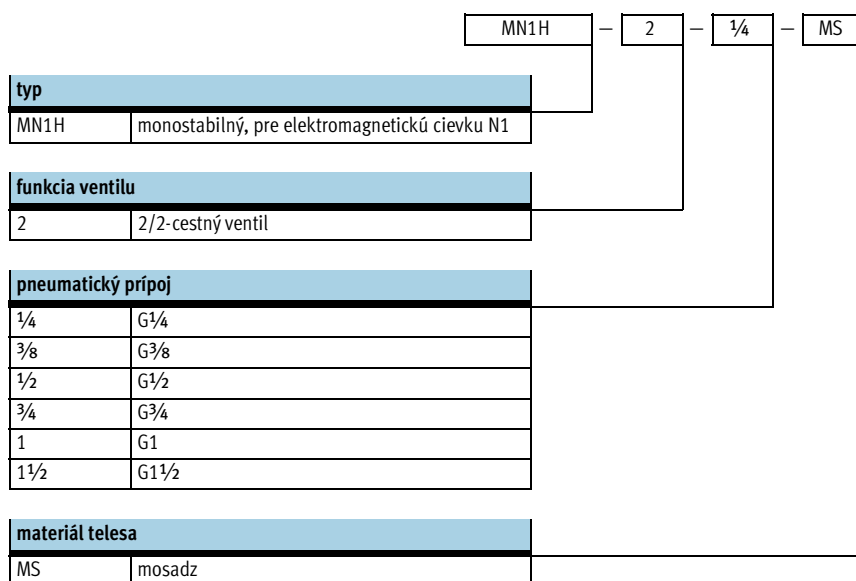 MN1H – 2 – ¼ – MS
typ
MN1H monostabilný, pre elektromagnetickú cievku N1
funkcia ventilu
2 2/2-cestný ventil
pneumatický prípoj
¼ G¼
⅜ G⅜
½ G½
¾ G¾
1 G1
1½ G1½
materiál telesa
MS mosadz